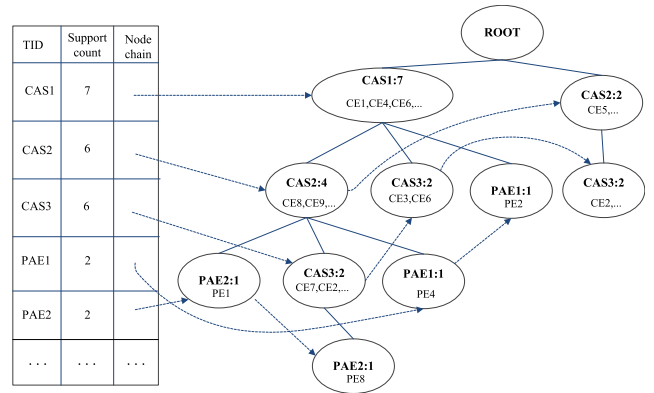 TID Support count Node chain
CAS1 7
CAS2 6
CAS3 6
PAE1 2
PAE2 2
. . . . . . . . .
ROOT
CAS1:7
CE1,CE4,CE6,...
CAS2:2
CE5,...
CAS2:4
CE8,CE9,...
CAS3:2
CE3,CE6
PAE1:1
PE2
CAS3:2
CE2,...
PAE2:1
PE1
CAS3:2
CE7,CE2,...
PAE1:1
PE4
PAE2:1
PE8